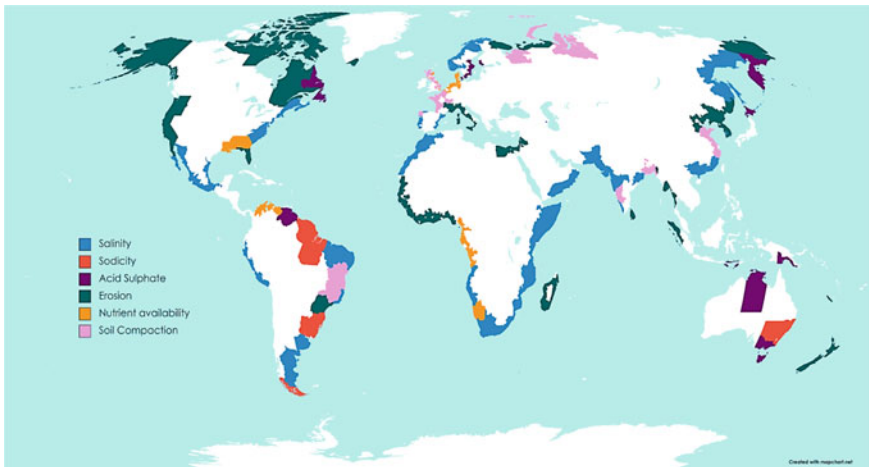 Salinity
Sodicity
Acid Sulphate
Erosion
Nutrient availability
Soil Compaction
Created with mapchart.net